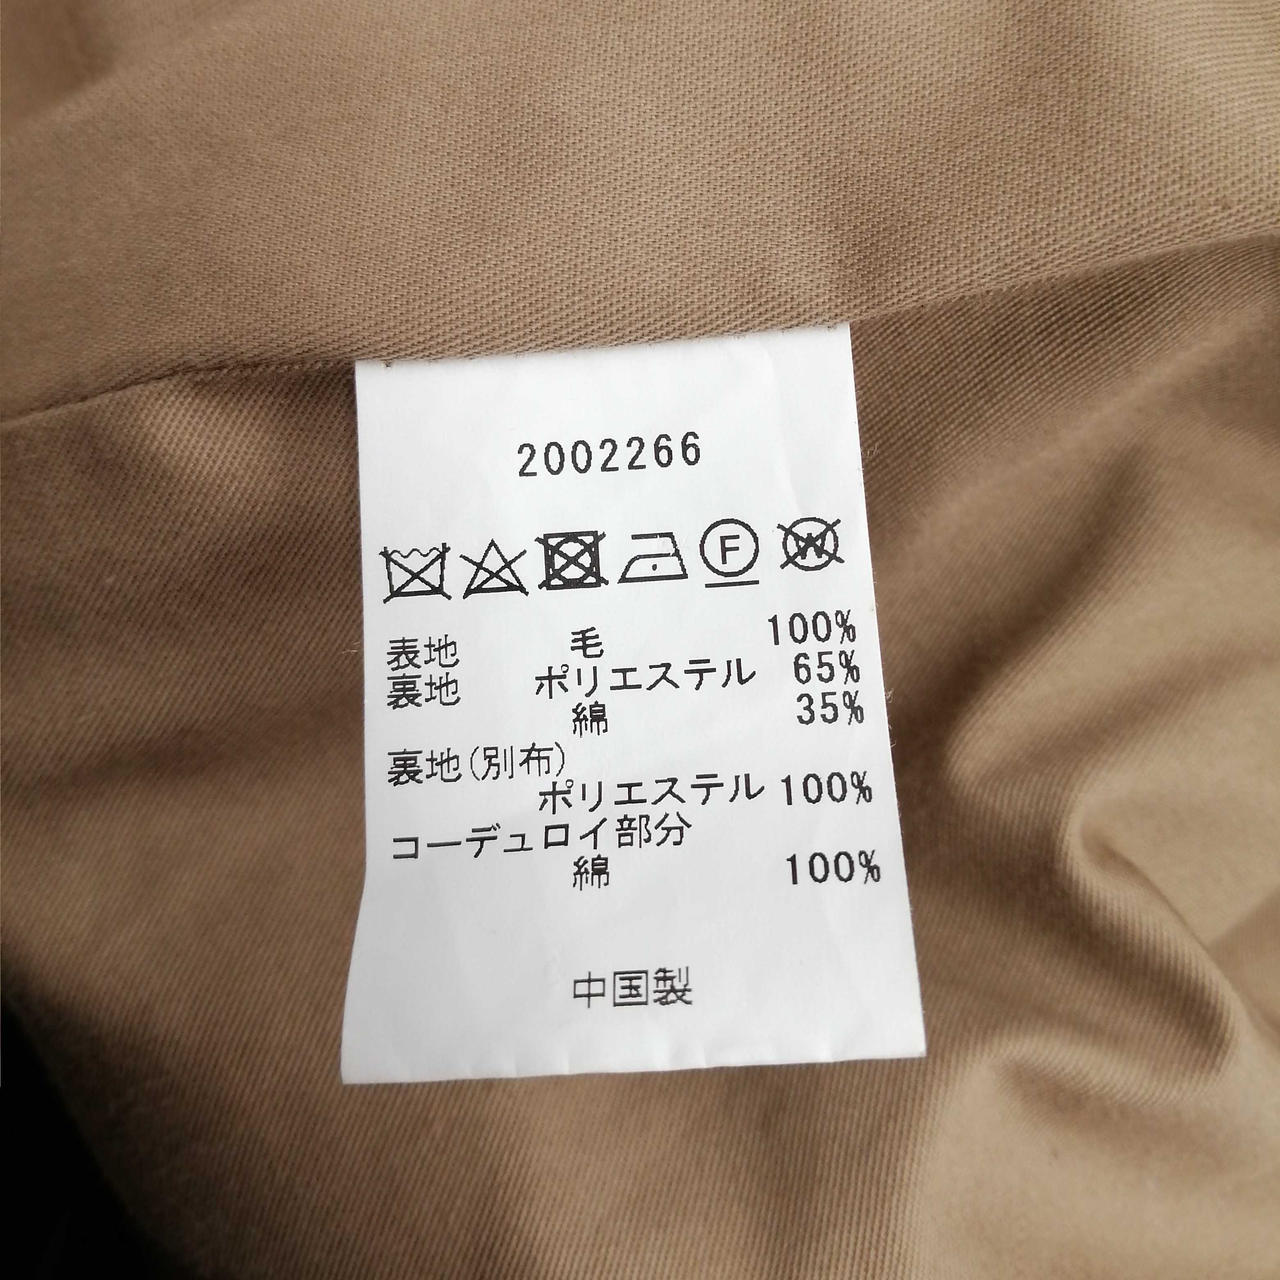 2002266
F W
表地 毛 100%
裏地 ポリエステル 65%
綿 35%
裏地(別布)
ポリエステル 100%
コーデュロイ部分
綿 100%
中国製